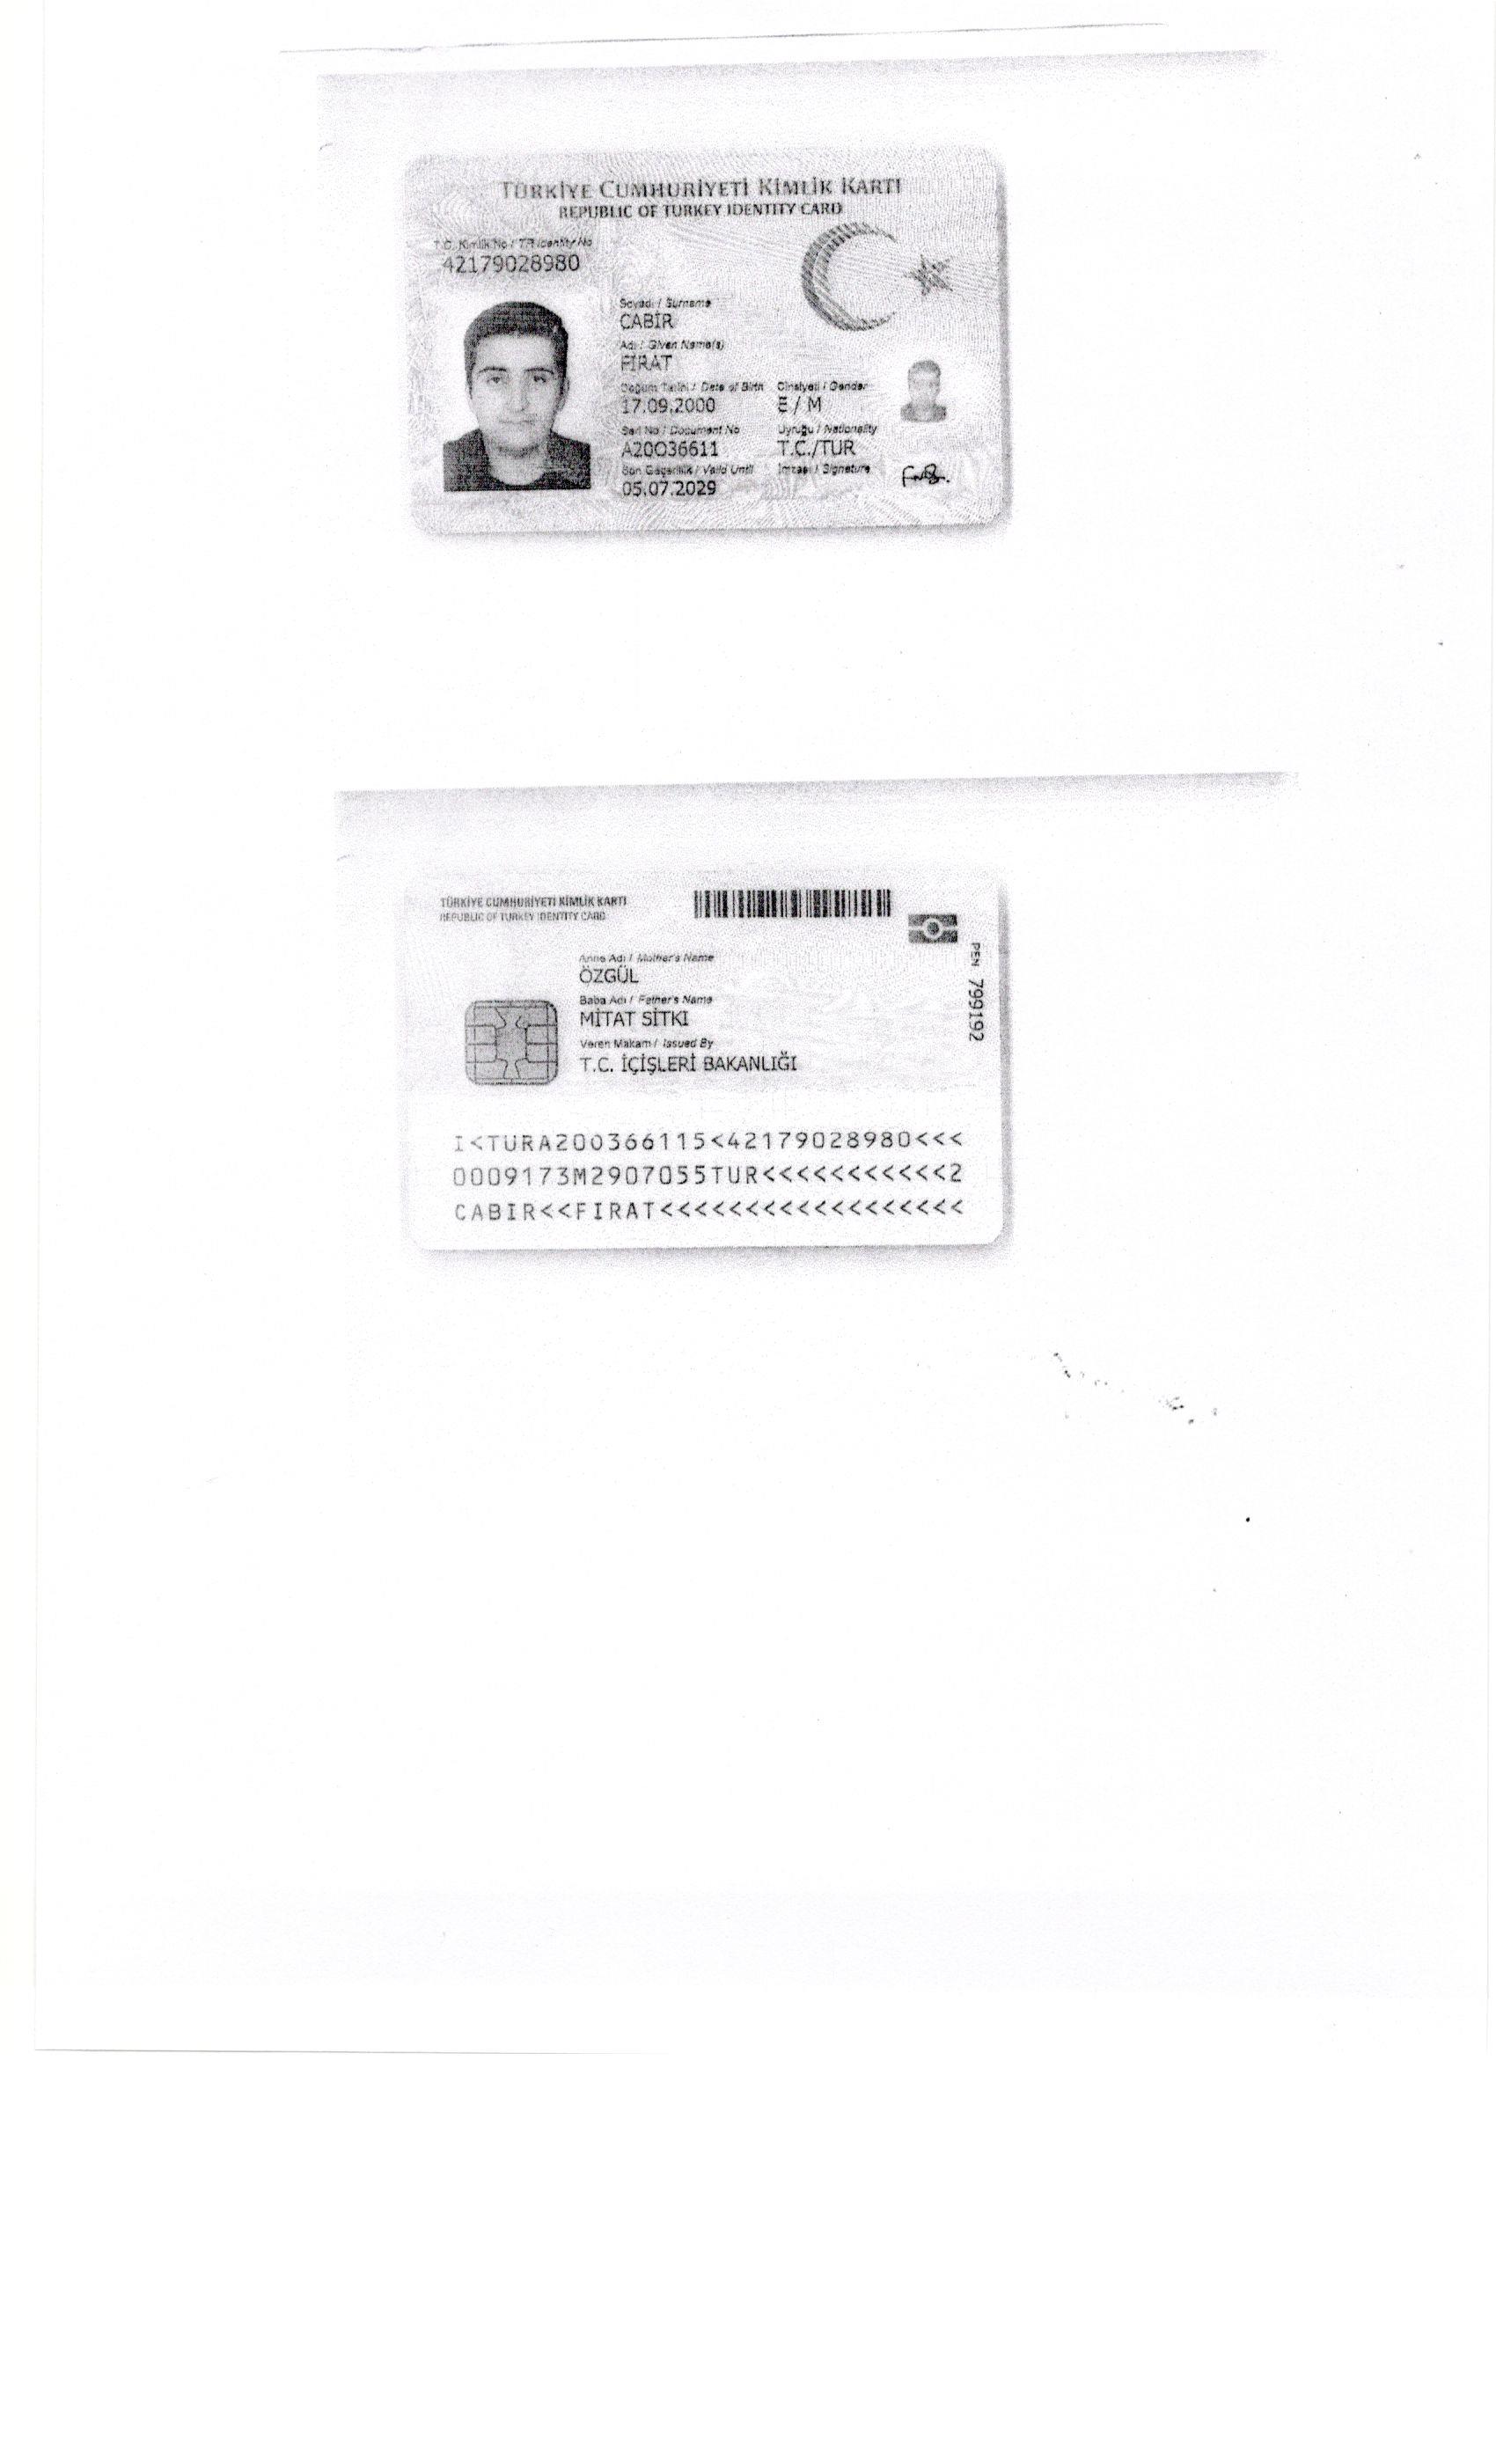 TÜRKİYE CUMHURİYETİ KİMLİK KARTI
REPUBLIC OF TURKEY IDENTITY CARD
T.C. Kimlik No / TR Identity No
42179028980
Soyadı / Surname
CABİR
Adı / Given Name(s)
FIRAT
Doğum Tarihi / Date of Birth Cinsiyeti / Gender
17.09.2000 E / M
Seri No / Document No Uyruğu / Nationality
A20O36611 T.C./TUR
Son Geçerlilik / Valid Until İmzası / Signature
05.07.2029
TÜRKİYE CUMHURİYETİ KİMLİK KARTI
REPUBLIC OF TURKEY IDENTITY CARD
Anne Adı / Mother's Name
ÖZGÜL
Baba Adı / Father's Name
MİTAT SİTKI
Veren Makam / Issued By
T.C. İÇİŞLERİ BAKANLIĞI
PEN 799192
I<TURA200366115<42179028980<<<
0009173M2907055TUR<<<<<<<<<<<2
CABIR<<FIRAT<<<<<<<<<<<<<<<<<<